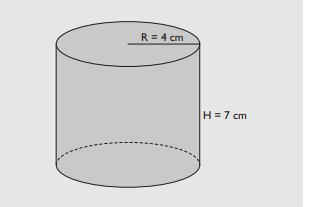 R = 4 cm
H = 7 cm